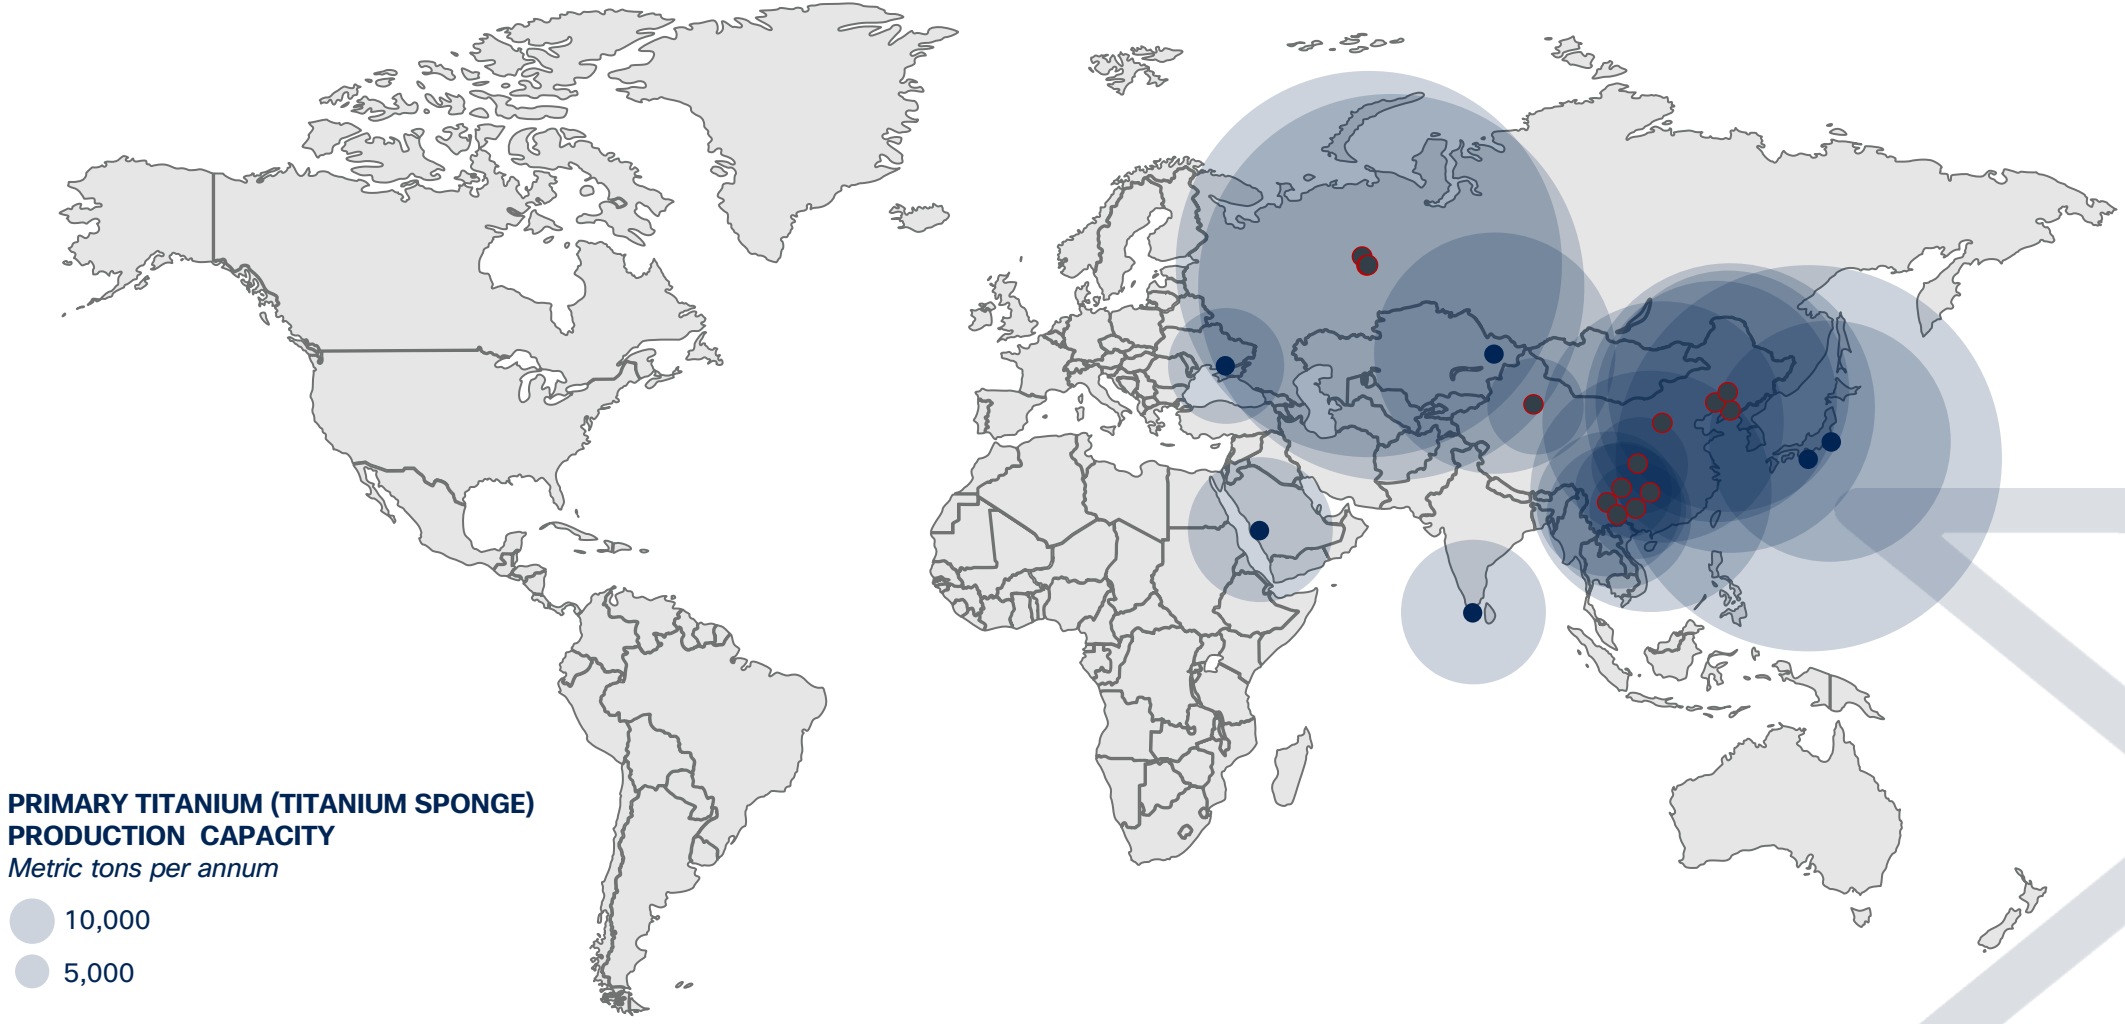 PRIMARY TITANIUM (TITANIUM SPONGE)
PRODUCTION CAPACITY
Metric tons per annum
10,000
5,000